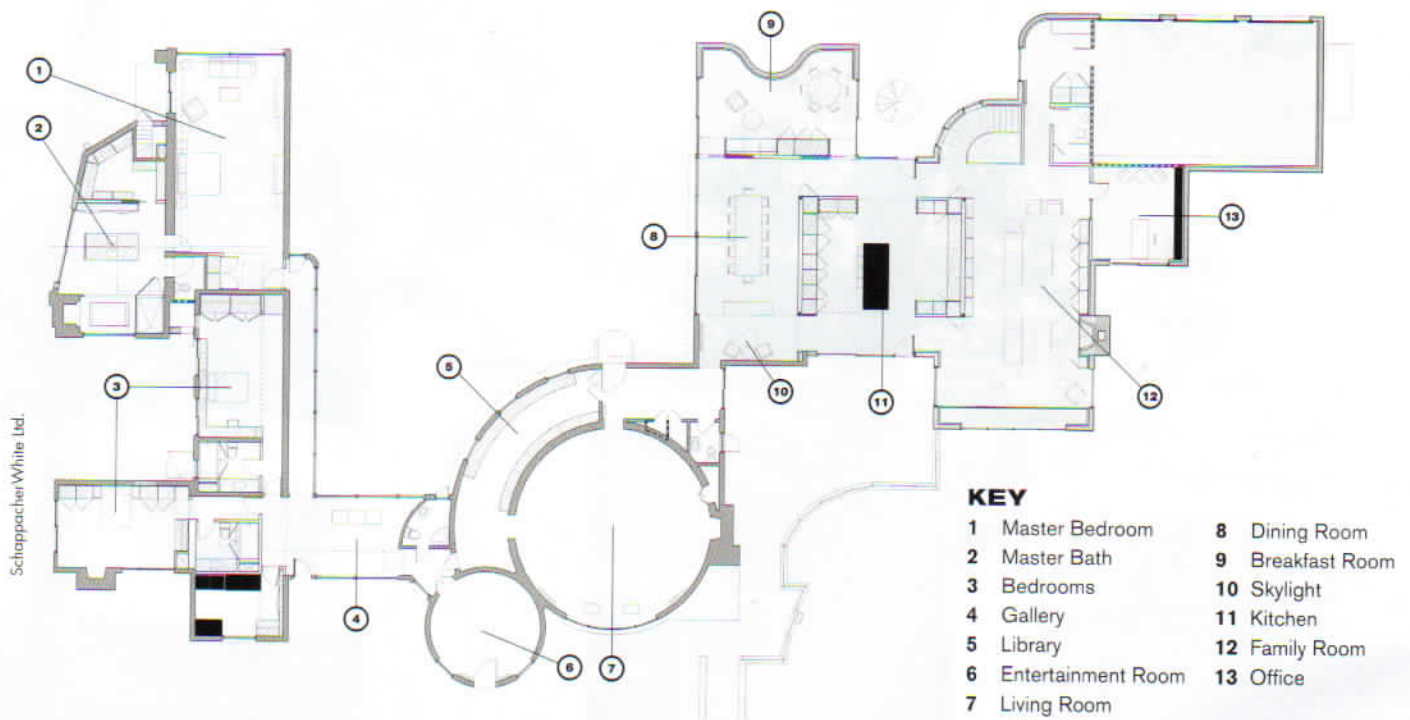 1
2
3
4
5
6
7
8
9
10
11
12
13
SchappacherWhite Ltd.
KEY
1 Master Bedroom
2 Master Bath
3 Bedrooms
4 Gallery
5 Library
6 Entertainment Room
7 Living Room
8 Dining Room
9 Breakfast Room
10 Skylight
11 Kitchen
12 Family Room
13 Office